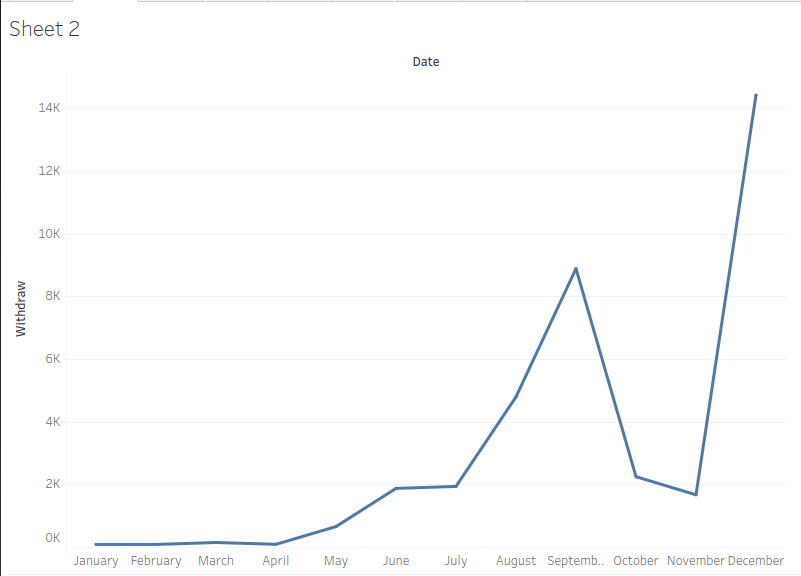 Sheet 2
Date
14K
12K
10K
8K
6K
4K
2K
0K
Withdraw
January February March April May June July August Septemb.. October November December